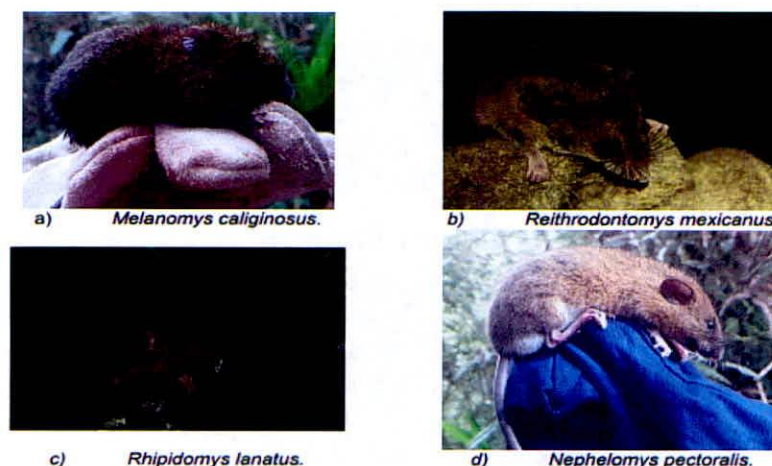 a) Melanomys caliginosus.
b) Reithrodontomys mexicanus
c) Rhipidomys lanatus.
d) Nephelomys pectoralis.